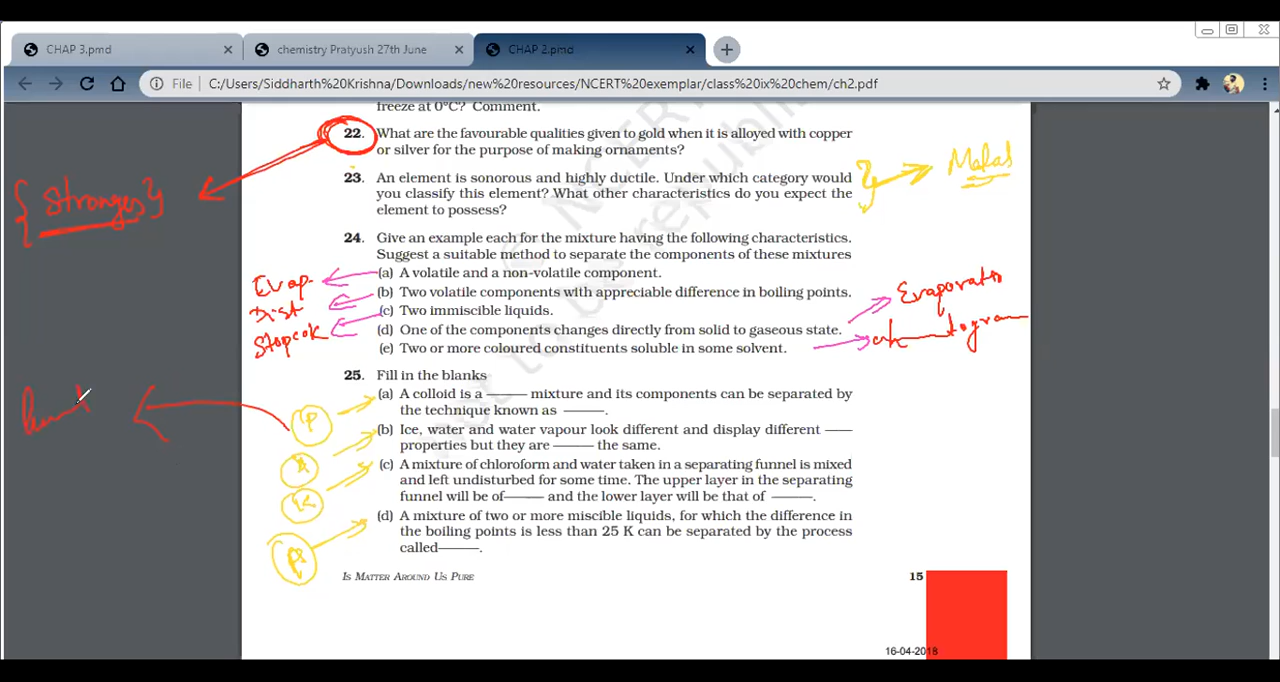 CHAP 3.pmd
chemistry Pratyush 27th June
CHAP 2.pmd
File C:/Users/Siddharth%20Krishna/Downloads/new%20resources/NCERT%20exemplar/class%20ix%20chem/ch2.pdf
freeze at 0°C? Comment.
22. What are the favourable qualities given to gold when it is alloyed with copper
or silver for the purpose of making ornaments?
23. An element is sonorous and highly ductile. Under which category would
you classify this element? What other characteristics do you expect the
element to possess?
Metal
{ Stronger }
24. Give an example each for the mixture having the following characteristics.
Suggest a suitable method to separate the components of these mixtures
Evap. (a) A volatile and a non-volatile component.
Dist (b) Two volatile components with appreciable difference in boiling points.
(c) Two immiscible liquids.
(d) One of the components changes directly from solid to gaseous state.
(e) Two or more coloured constituents soluble in some solvent.
25. Fill in the blanks
(a) A colloid is a ——— mixture and its components can be separated by
the technique known as ———.
(b) Ice, water and water vapour look different and display different ——
properties but they are ——— the same.
(c) A mixture of chloroform and water taken in a separating funnel is mixed
and left undisturbed for some time. The upper layer in the separating
funnel will be of——— and the lower layer will be that of ———.
(d) A mixture of two or more miscible liquids, for which the difference in
the boiling points is less than 25 K can be separated by the process
called———.
IS MATTER AROUND US PURE 15
16-04-2018